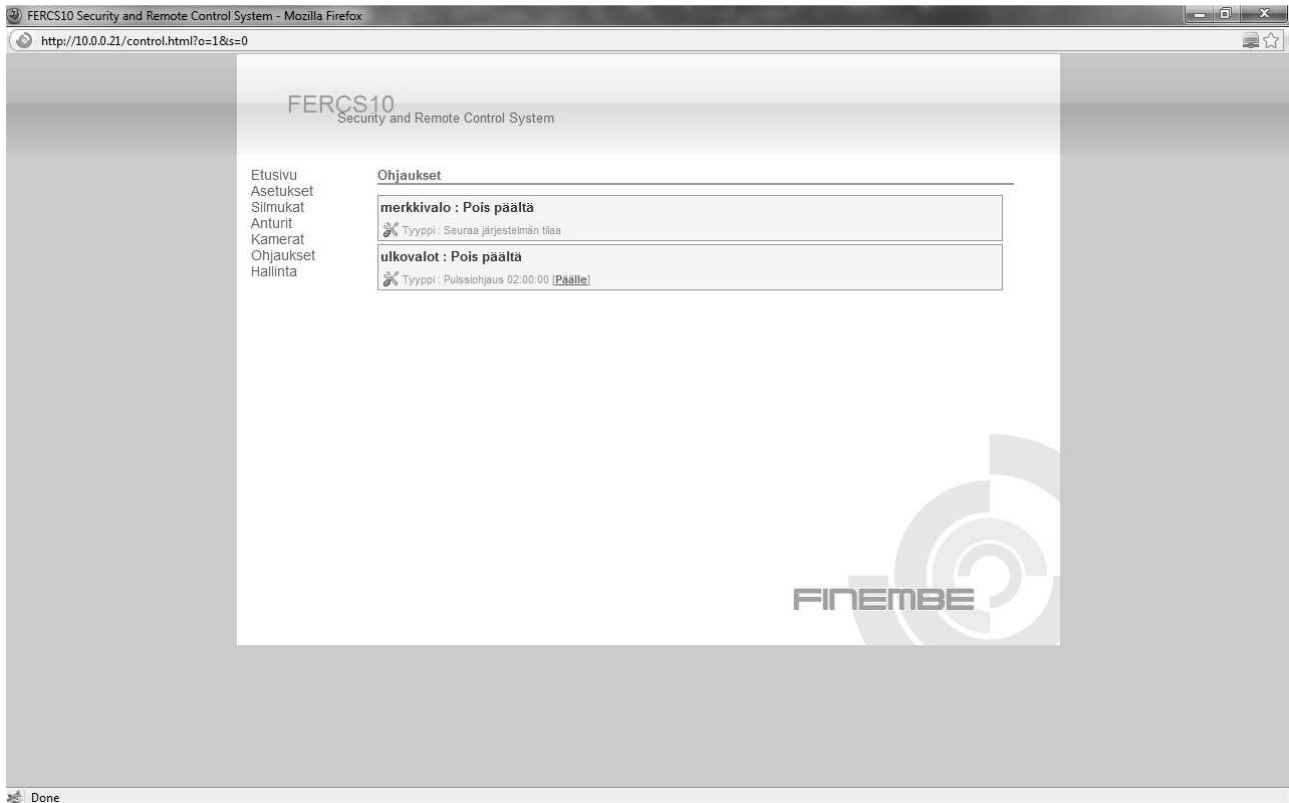 FERCS10 Security and Remote Control System - Mozilla Firefox
http://10.0.0.21/control.html?o=1&s=0
FERCS10
Security and Remote Control System
Etusivu
Asetukset
Silmukat
Anturit
Kamerat
Ohjaukset
Hallinta
Ohjaukset
merkkivalo : Pois päältä
Tyyppi : Seuraa järjestelmän tilaa
ulkovalot : Pois päältä
Tyyppi : Pulssiohjaus 02:00:00 [Päälle]
FINEMBE
Done